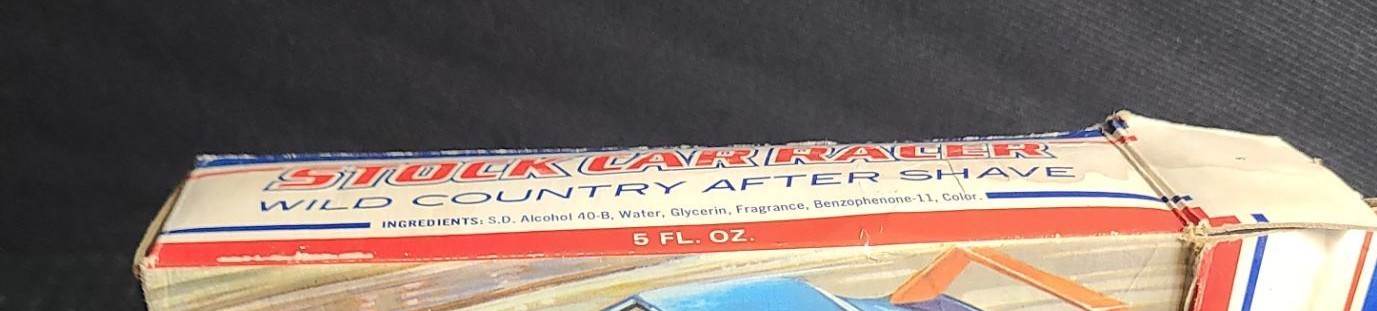 STOCK CAR RACER
WILD COUNTRY AFTER SHAVE
INGREDIENTS: S.D. Alcohol 40-B, Water, Glycerin, Fragrance, Benzophenone-11, Color.
5 FL. OZ.